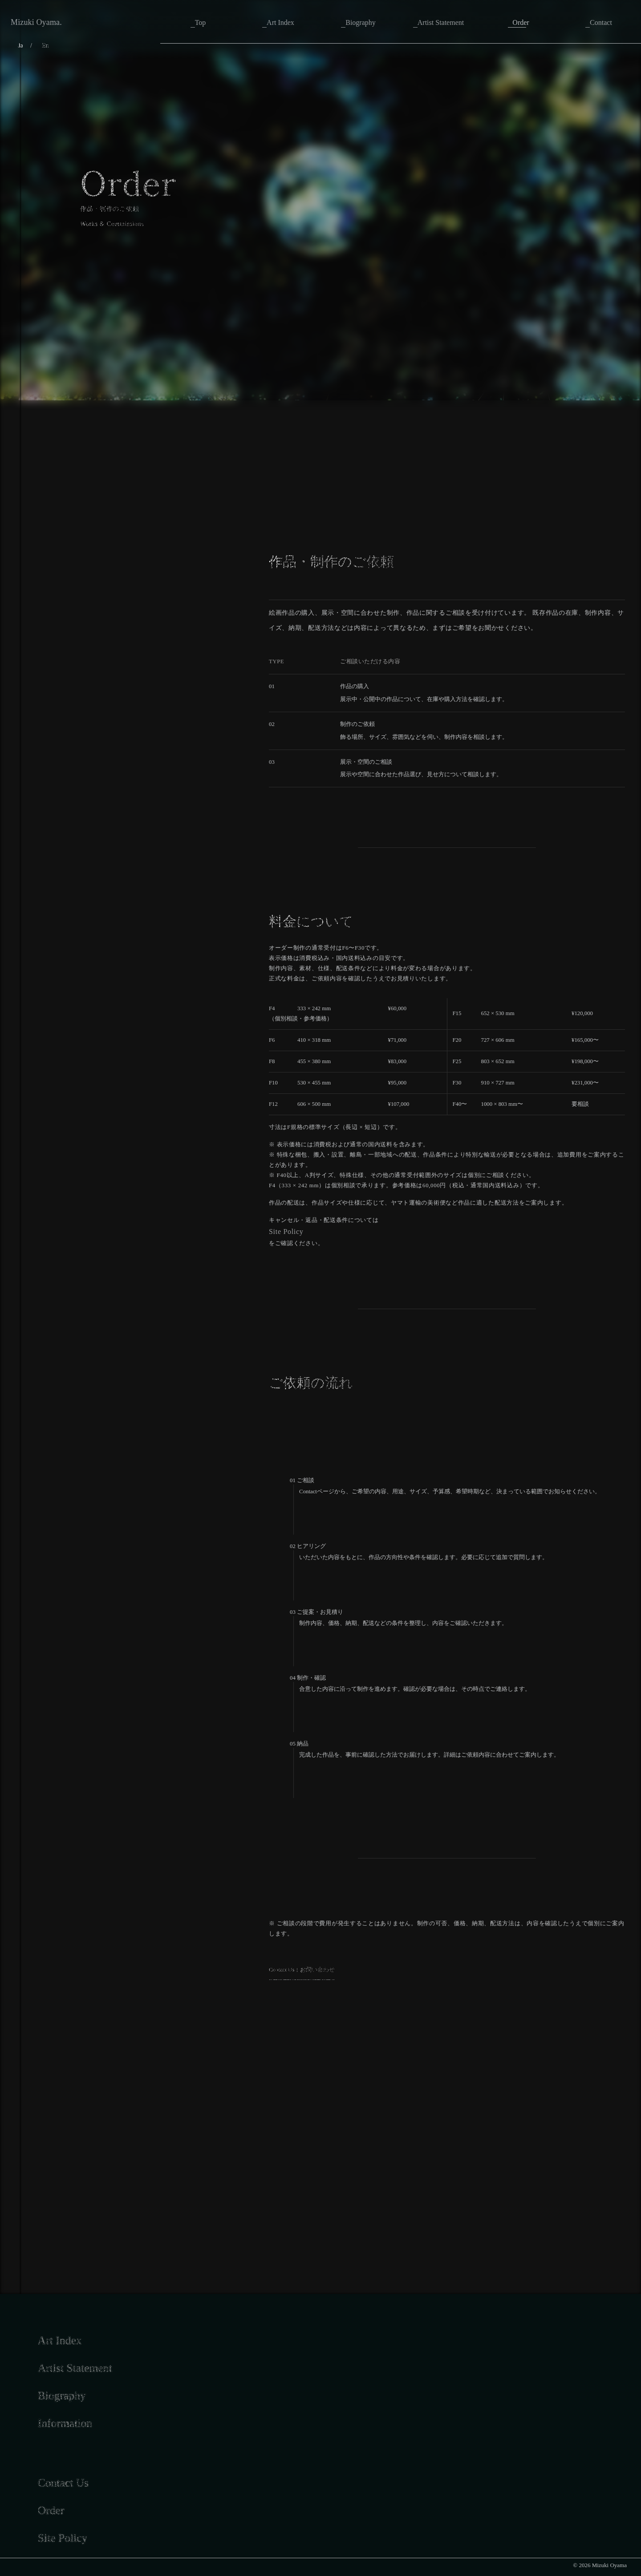 Mizuki Oyama.
_Top
_Art Index
_Biography
_Artist Statement
_Order
_Contact
Ja / En
Order
作品・制作のご依頼
Works & Commissions
作品・制作のご依頼
絵画作品の購入、展示・空間に合わせた制作、作品に関するご相談を受け付けています。 既存作品の在庫、制作内容、サ
イズ、納期、配送方法などは内容によって異なるため、まずはご希望をお聞かせください。
TYPE ご相談いただける内容
01 作品の購入
展示中・公開中の作品について、在庫や購入方法を確認します。
02 制作のご依頼
飾る場所、サイズ、雰囲気などを伺い、制作内容を相談します。
03 展示・空間のご相談
展示や空間に合わせた作品選び、見せ方について相談します。
料金について
オーダー制作の通常受付はF6〜F30です。
表示価格は消費税込み・国内送料込みの目安です。
制作内容、素材、仕様、配送条件などにより料金が変わる場合があります。
正式な料金は、ご依頼内容を確認したうえでお見積りいたします。
F4 333 × 242 mm ¥60,000
（個別相談・参考価格）
F15 652 × 530 mm ¥120,000
F6 410 × 318 mm ¥71,000
F20 727 × 606 mm ¥165,000〜
F8 455 × 380 mm ¥83,000
F25 803 × 652 mm ¥198,000〜
F10 530 × 455 mm ¥95,000
F30 910 × 727 mm ¥231,000〜
F12 606 × 500 mm ¥107,000
F40〜 1000 × 803 mm〜 要相談
寸法はF規格の標準サイズ（長辺 × 短辺）です。
※ 表示価格には消費税および通常の国内送料を含みます。
※ 特殊な梱包、搬入・設置、離島・一部地域への配送、作品条件により特別な輸送が必要となる場合は、追加費用をご案内するこ
とがあります。
※ F40以上、A判サイズ、特殊仕様、その他の通常受付範囲外のサイズは個別にご相談ください。
F4（333 × 242 mm）は個別相談で承ります。参考価格は60,000円（税込・通常国内送料込み）です。
作品の配送は、作品サイズや仕様に応じて、ヤマト運輸の美術便など作品に適した配送方法をご案内します。
キャンセル・返品・配送条件については
Site Policy
をご確認ください。
ご依頼の流れ
01 ご相談
Contactページから、ご希望の内容、用途、サイズ、予算感、希望時期など、決まっている範囲でお知らせください。
02 ヒアリング
いただいた内容をもとに、作品の方向性や条件を確認します。必要に応じて追加で質問します。
03 ご提案・お見積り
制作内容、価格、納期、配送などの条件を整理し、内容をご確認いただきます。
04 制作・確認
合意した内容に沿って制作を進めます。確認が必要な場合は、その時点でご連絡します。
05 納品
完成した作品を、事前に確認した方法でお届けします。詳細はご依頼内容に合わせてご案内します。
※ ご相談の段階で費用が発生することはありません。制作の可否、価格、納期、配送方法は、内容を確認したうえで個別にご案内
します。
Contact Us | お問い合わせ
Art Index
Artist Statement
Biography
Information
Contact Us
Order
Site Policy
© 2026 Mizuki Oyama